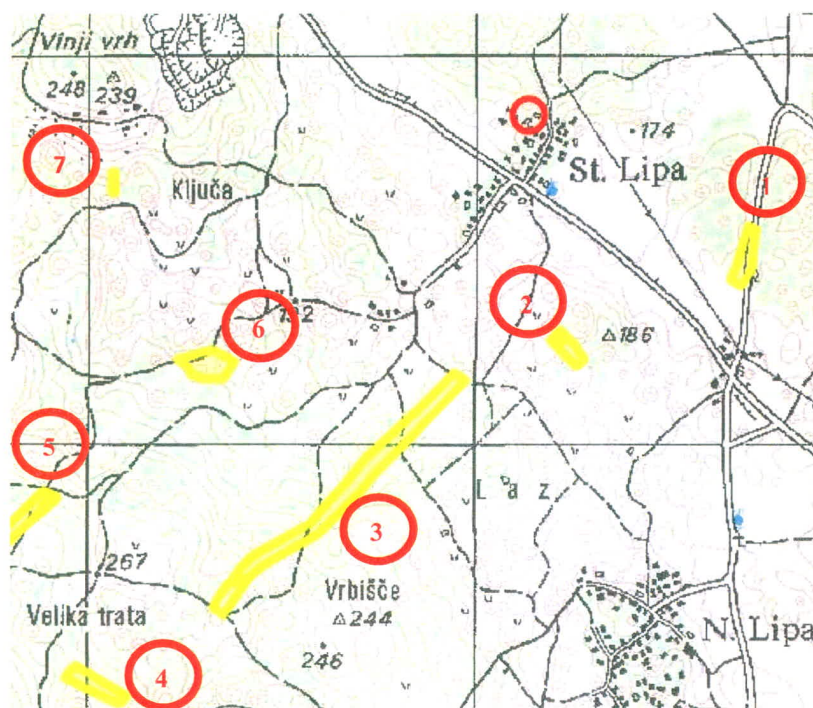 Vinji vrh
248
239
174
St. Lipa
7
1
Ključa
2
132
6
186
5
L a z
3
267
Vrbišče
Velika trata
244
N. Lipa
246
4